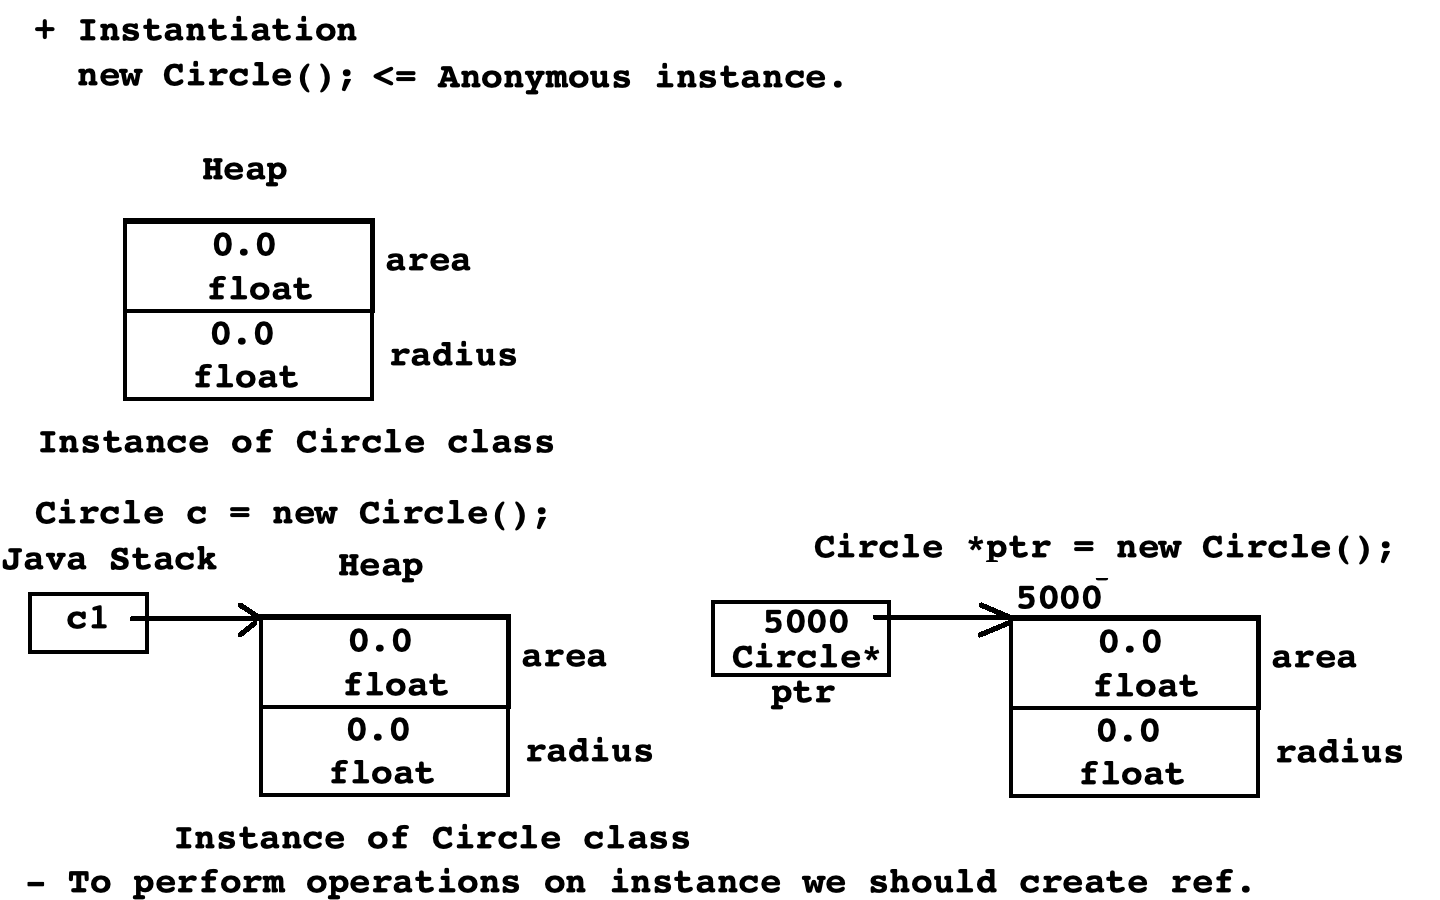 + Instantiation
new Circle(); <= Anonymous instance.
Heap
0.0
float
area
0.0
float
radius
Instance of Circle class
Circle c = new Circle();
Java Stack
Heap
c1
0.0
float
area
0.0
float
radius
Instance of Circle class
Circle *ptr = new Circle();
5000
5000
Circle*
ptr
0.0
float
area
0.0
float
radius
- To perform operations on instance we should create ref.